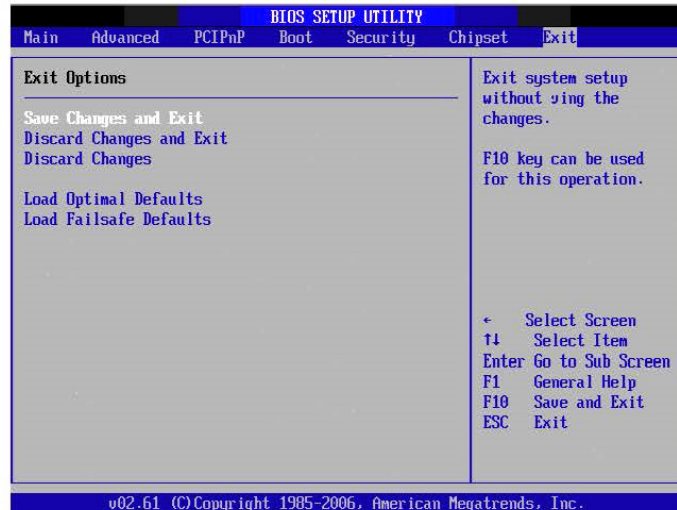 BIOS SETUP UTILITY
Main Advanced PCIPnP Boot Security Chipset Exit
Exit Options
Save Changes and Exit
Discard Changes and Exit
Discard Changes
Load Optimal Defaults
Load Failsafe Defaults
Exit system setup
without ving the
changes.
F10 key can be used
for this operation.
← Select Screen
↑↓ Select Item
Enter Go to Sub Screen
F1 General Help
F10 Save and Exit
ESC Exit
v02.61 (C)Copyright 1985-2006, American Megatrends, Inc.